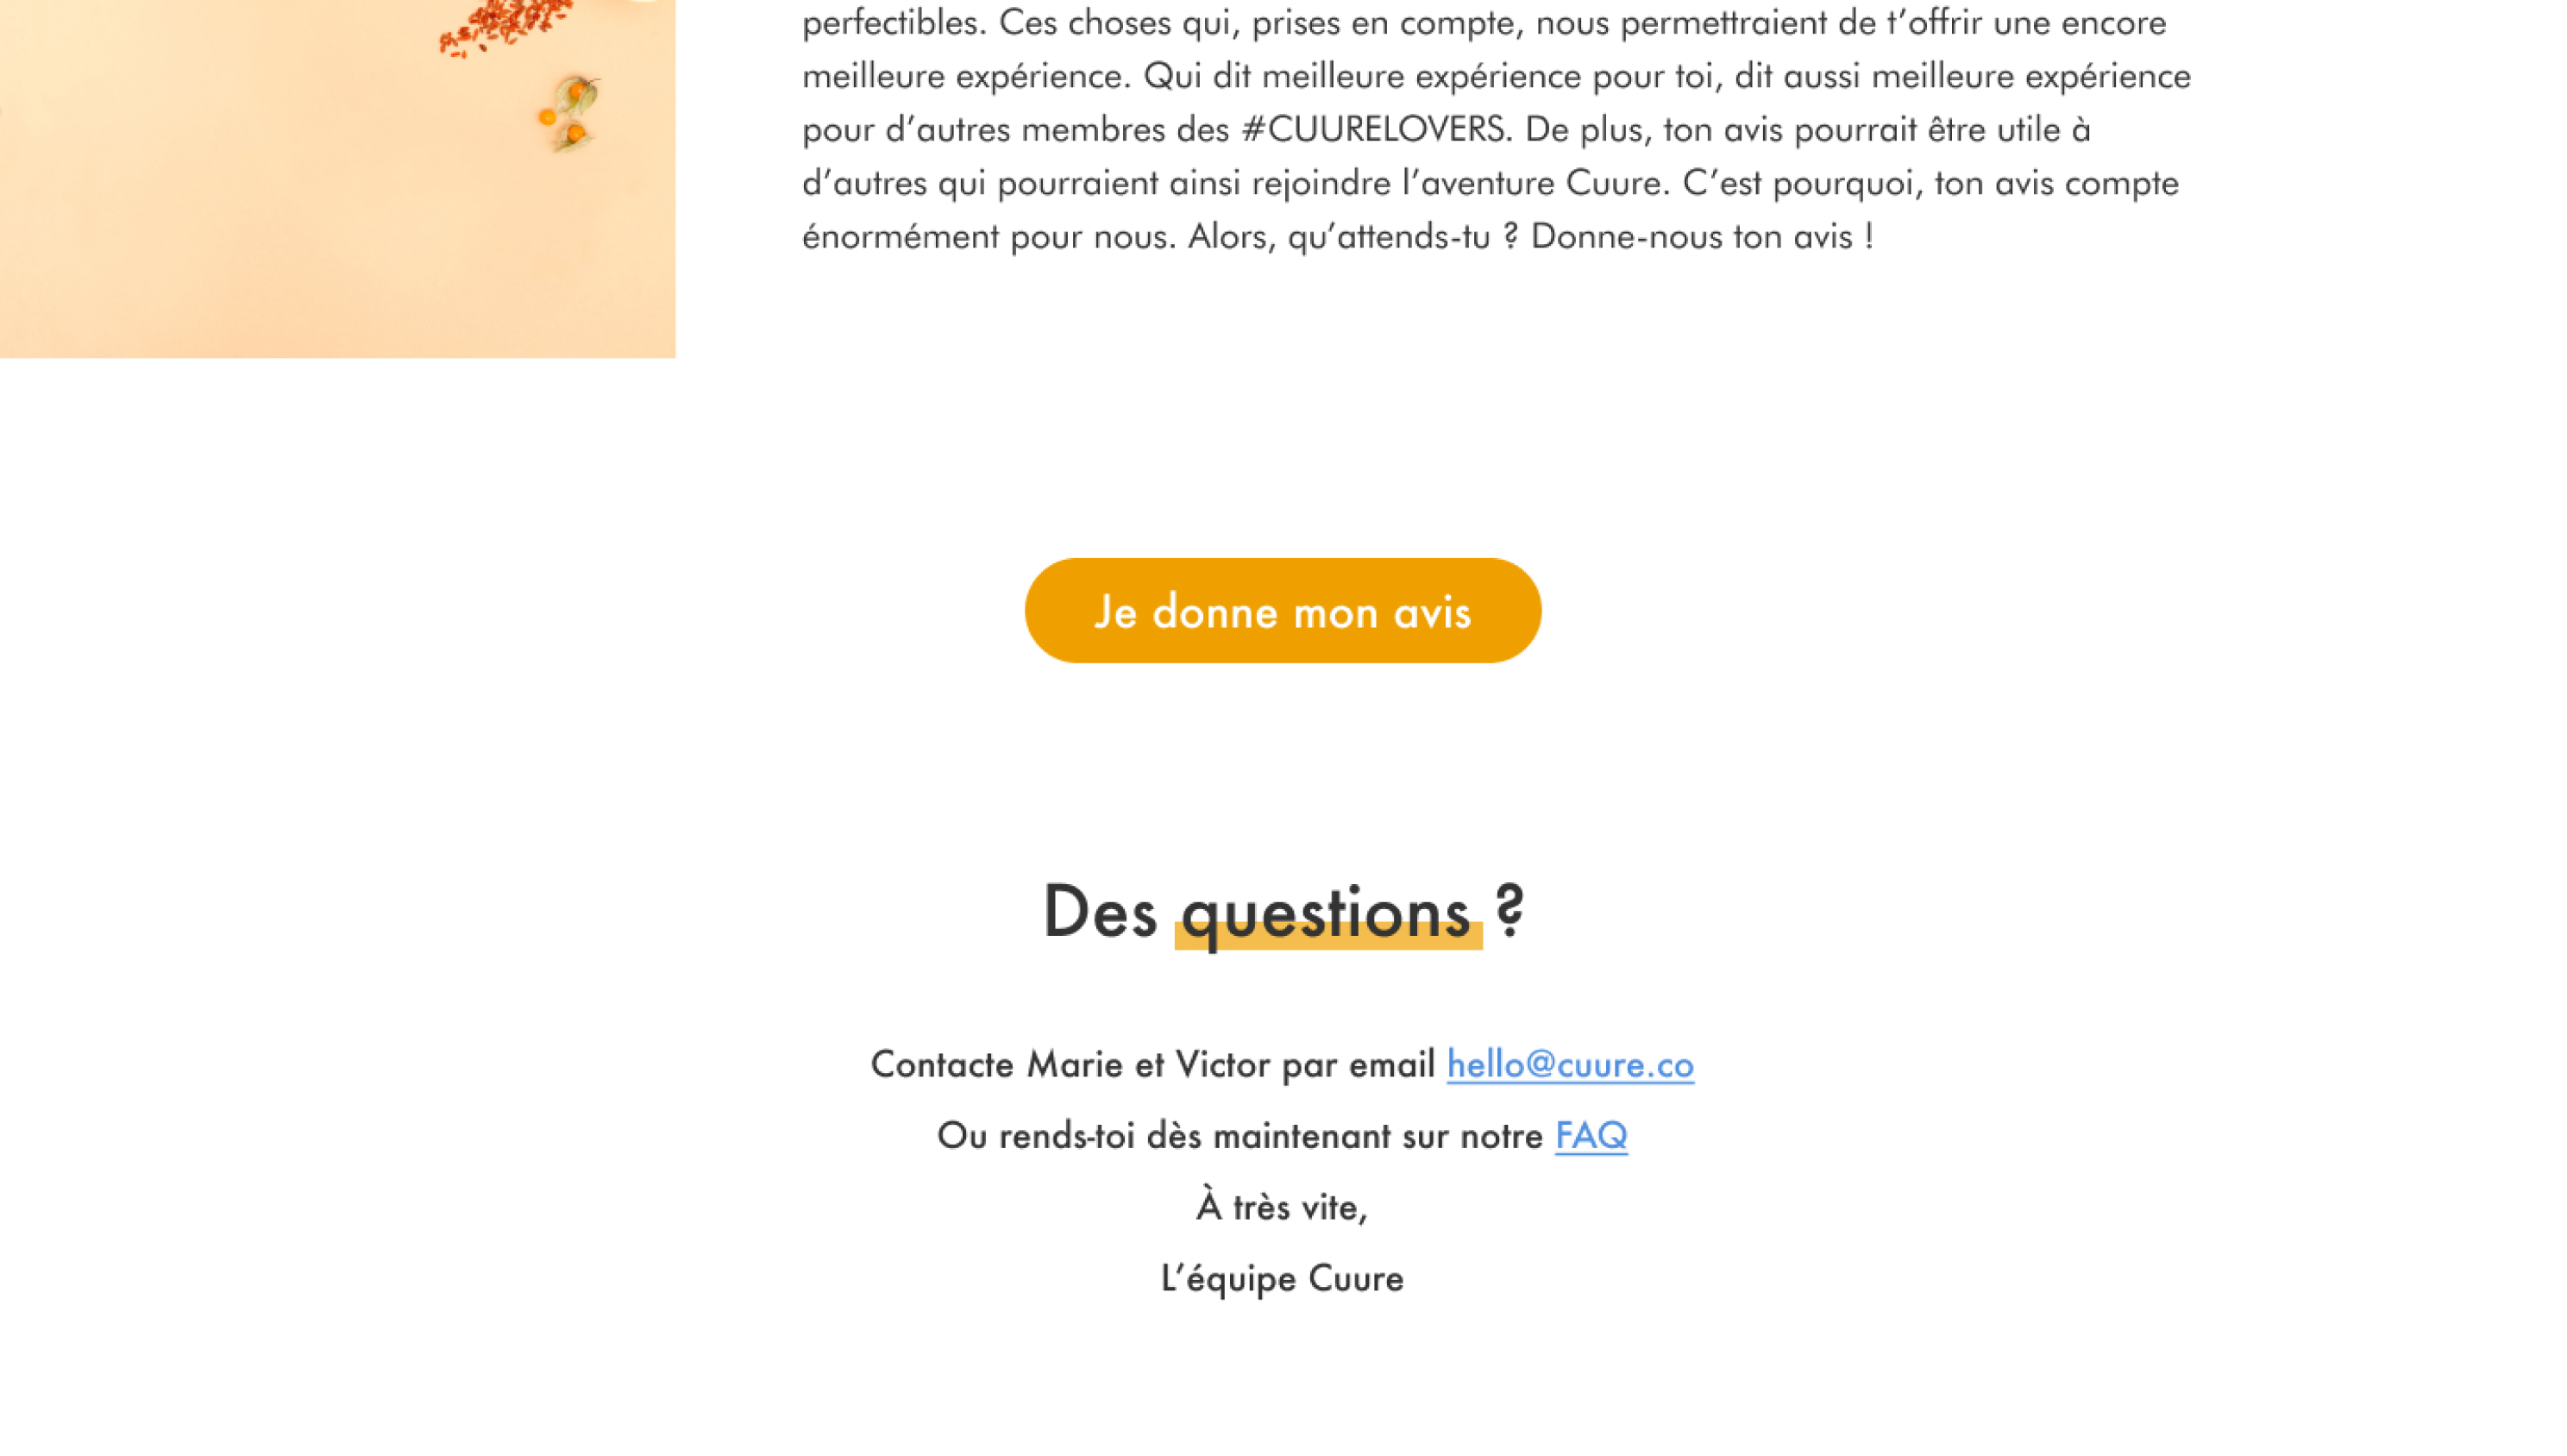 perfectibles. Ces choses qui, prises en compte, nous permettraient de t’offrir une encore
meilleure expérience. Qui dit meilleure expérience pour toi, dit aussi meilleure expérience
pour d’autres membres des #CUURELOVERS. De plus, ton avis pourrait être utile à
d’autres qui pourraient ainsi rejoindre l’aventure Cuure. C’est pourquoi, ton avis compte
énormément pour nous. Alors, qu’attends-tu ? Donne-nous ton avis !
Je donne mon avis
Des questions ?
Contacte Marie et Victor par email hello@cuure.co
Ou rends-toi dès maintenant sur notre FAQ
À très vite,
L’équipe Cuure